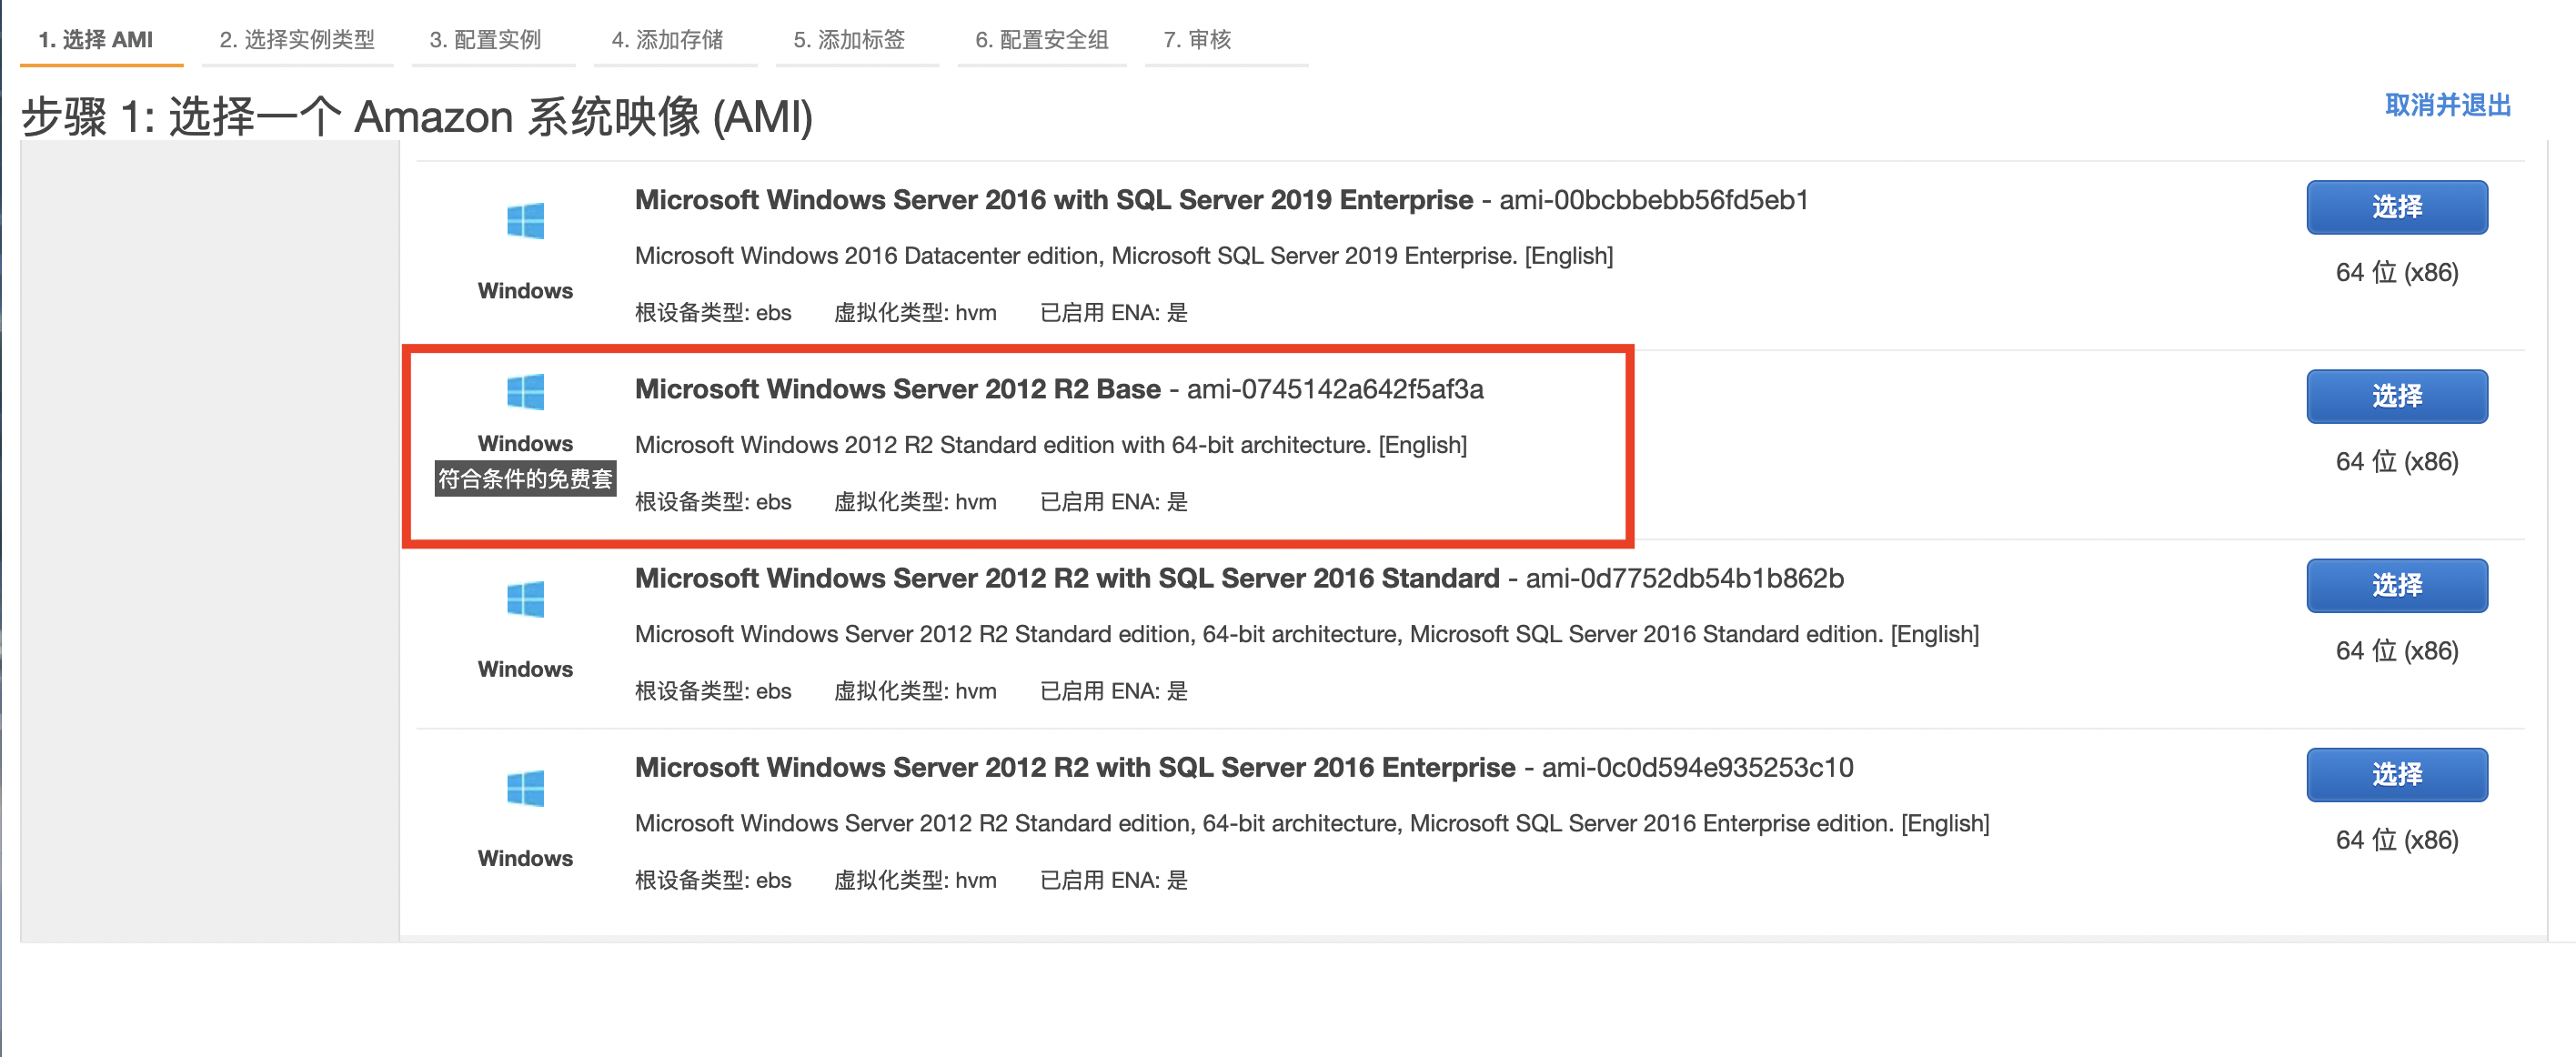 1. 选择 AMI 2. 选择实例类型 3. 配置实例 4. 添加存储 5. 添加标签 6. 配置安全组 7. 审核
步骤 1: 选择一个 Amazon 系统映像 (AMI)
取消并退出
Microsoft Windows Server 2016 with SQL Server 2019 Enterprise - ami-00bcbbebb56fd5eb1
选择
Microsoft Windows 2016 Datacenter edition, Microsoft SQL Server 2019 Enterprise. [English]
64 位 (x86)
Windows
根设备类型: ebs 虚拟化类型: hvm 已启用 ENA: 是
Microsoft Windows Server 2012 R2 Base - ami-0745142a642f5af3a
选择
Windows
Microsoft Windows 2012 R2 Standard edition with 64-bit architecture. [English]
64 位 (x86)
符合条件的免费套
根设备类型: ebs 虚拟化类型: hvm 已启用 ENA: 是
Microsoft Windows Server 2012 R2 with SQL Server 2016 Standard - ami-0d7752db54b1b862b
选择
Microsoft Windows Server 2012 R2 Standard edition, 64-bit architecture, Microsoft SQL Server 2016 Standard edition. [English]
64 位 (x86)
Windows
根设备类型: ebs 虚拟化类型: hvm 已启用 ENA: 是
Microsoft Windows Server 2012 R2 with SQL Server 2016 Enterprise - ami-0c0d594e935253c10
选择
Microsoft Windows Server 2012 R2 Standard edition, 64-bit architecture, Microsoft SQL Server 2016 Enterprise edition. [English]
64 位 (x86)
Windows
根设备类型: ebs 虚拟化类型: hvm 已启用 ENA: 是